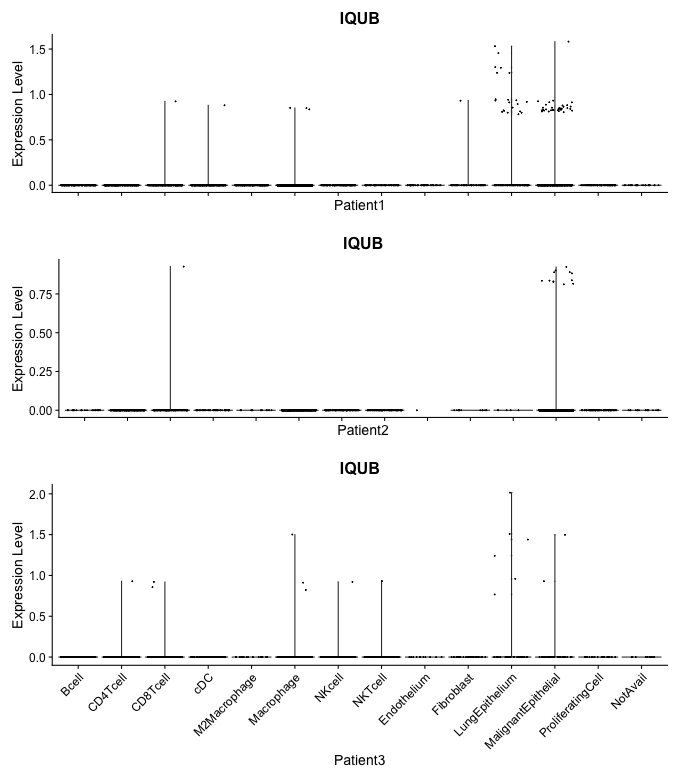 IQUB
Expression Level
1.5
1.0
0.5
0.0
Patient1
IQUB
Expression Level
0.75
0.50
0.25
0.00
Patient2
IQUB
Expression Level
2.0
1.5
1.0
0.5
0.0
Bcell
CD4Tcell
CD8Tcell
cDC
M2Macrophage
Macrophage
NKcell
NKTcell
Endothelium
Fibroblast
LungEpithelium
MalignantEpithelial
ProliferatingCell
NotAvail
Patient3